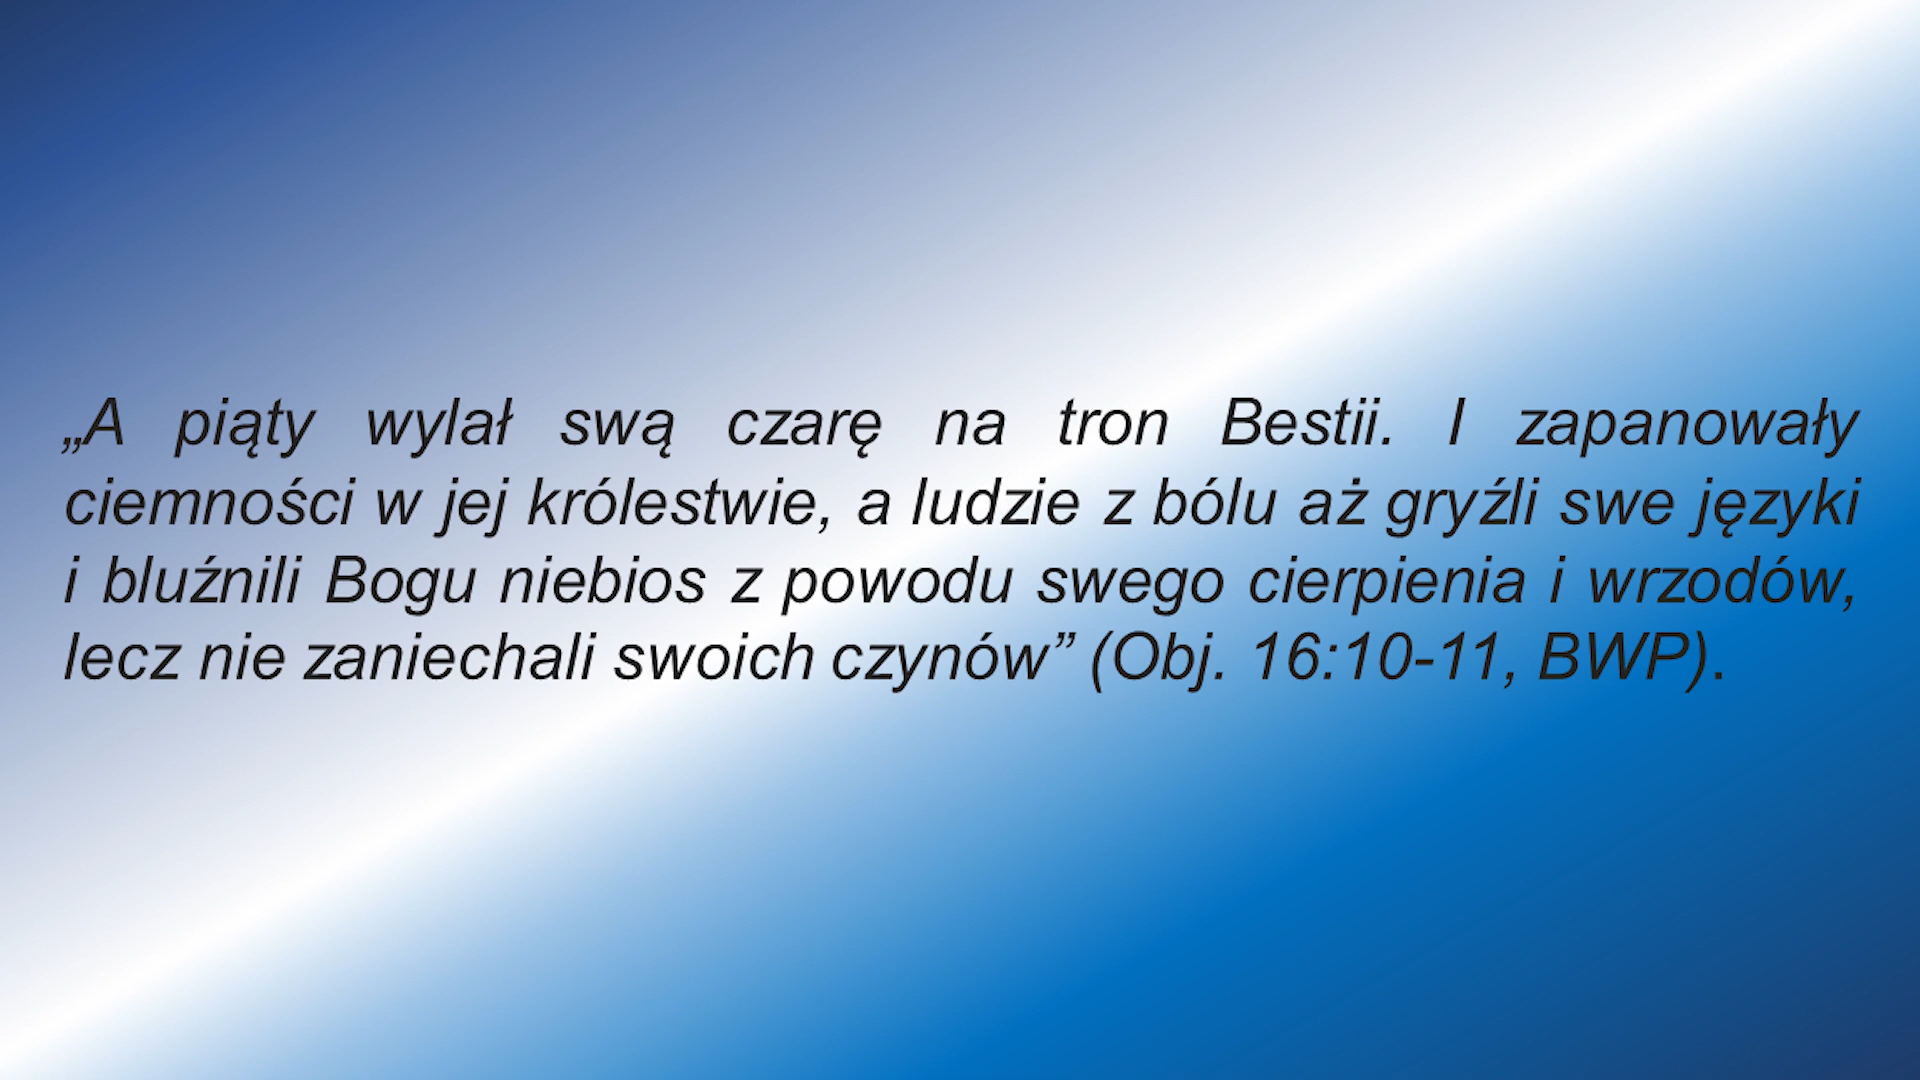 „A piąty wylał swą czarę na tron Bestii. I zapanowały
ciemności w jej królestwie, a ludzie z bólu aż gryźli swe języki
i bluźnili Bogu niebios z powodu swego cierpienia i wrzodów,
lecz nie zaniechali swoich czynów” (Obj. 16:10-11, BWP).